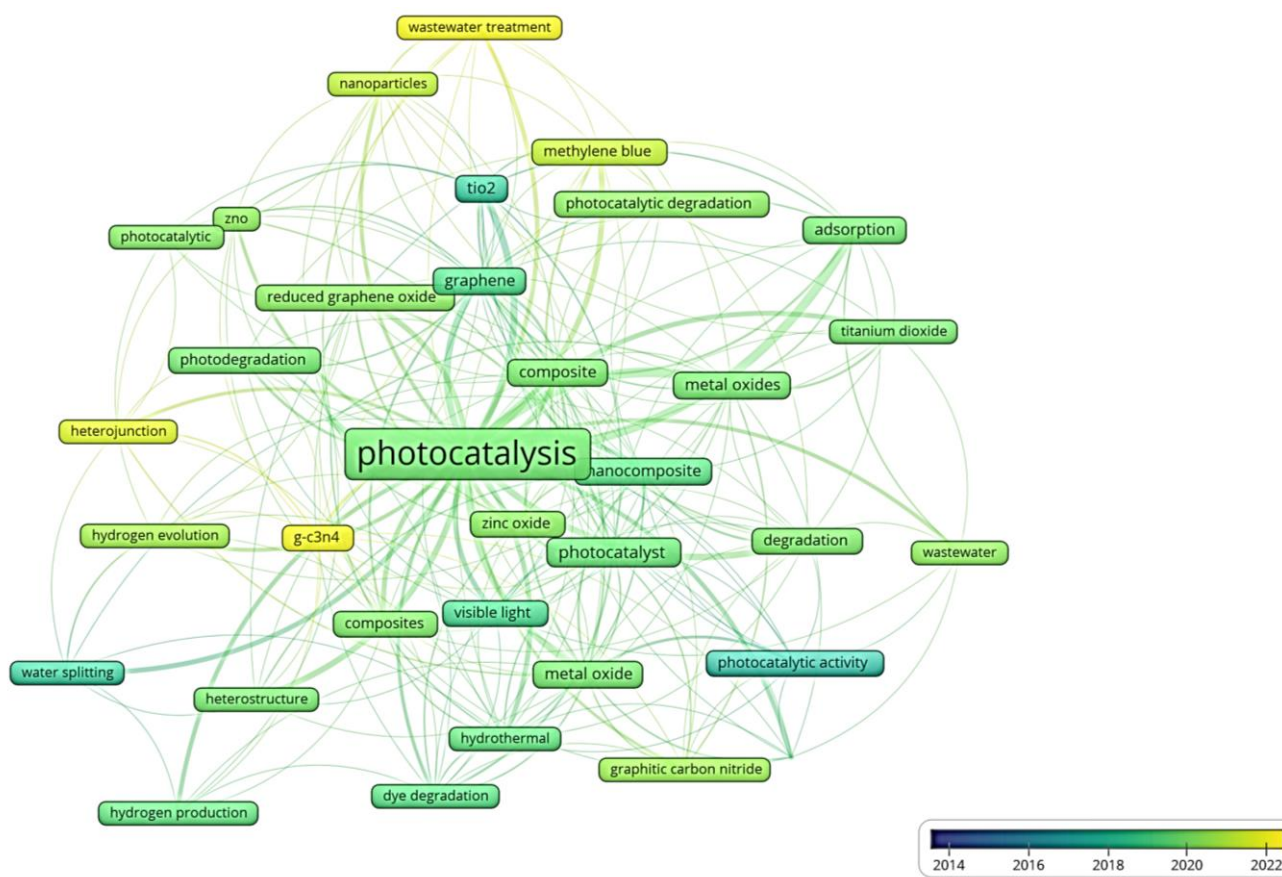 wastewater treatment
nanoparticles
methylene blue
tio2
photocatalytic degradation
zno
photocatalytic
adsorption
graphene
reduced graphene oxide
titanium dioxide
photodegradation
composite
metal oxides
heterojunction
photocatalysis
nanocomposite
zinc oxide
hydrogen evolution
g-c3n4
photocatalyst
degradation
wastewater
visible light
composites
water splitting
photocatalytic activity
metal oxide
heterostructure
hydrothermal
graphitic carbon nitride
dye degradation
hydrogen production
2014 2016 2018 2020 2022